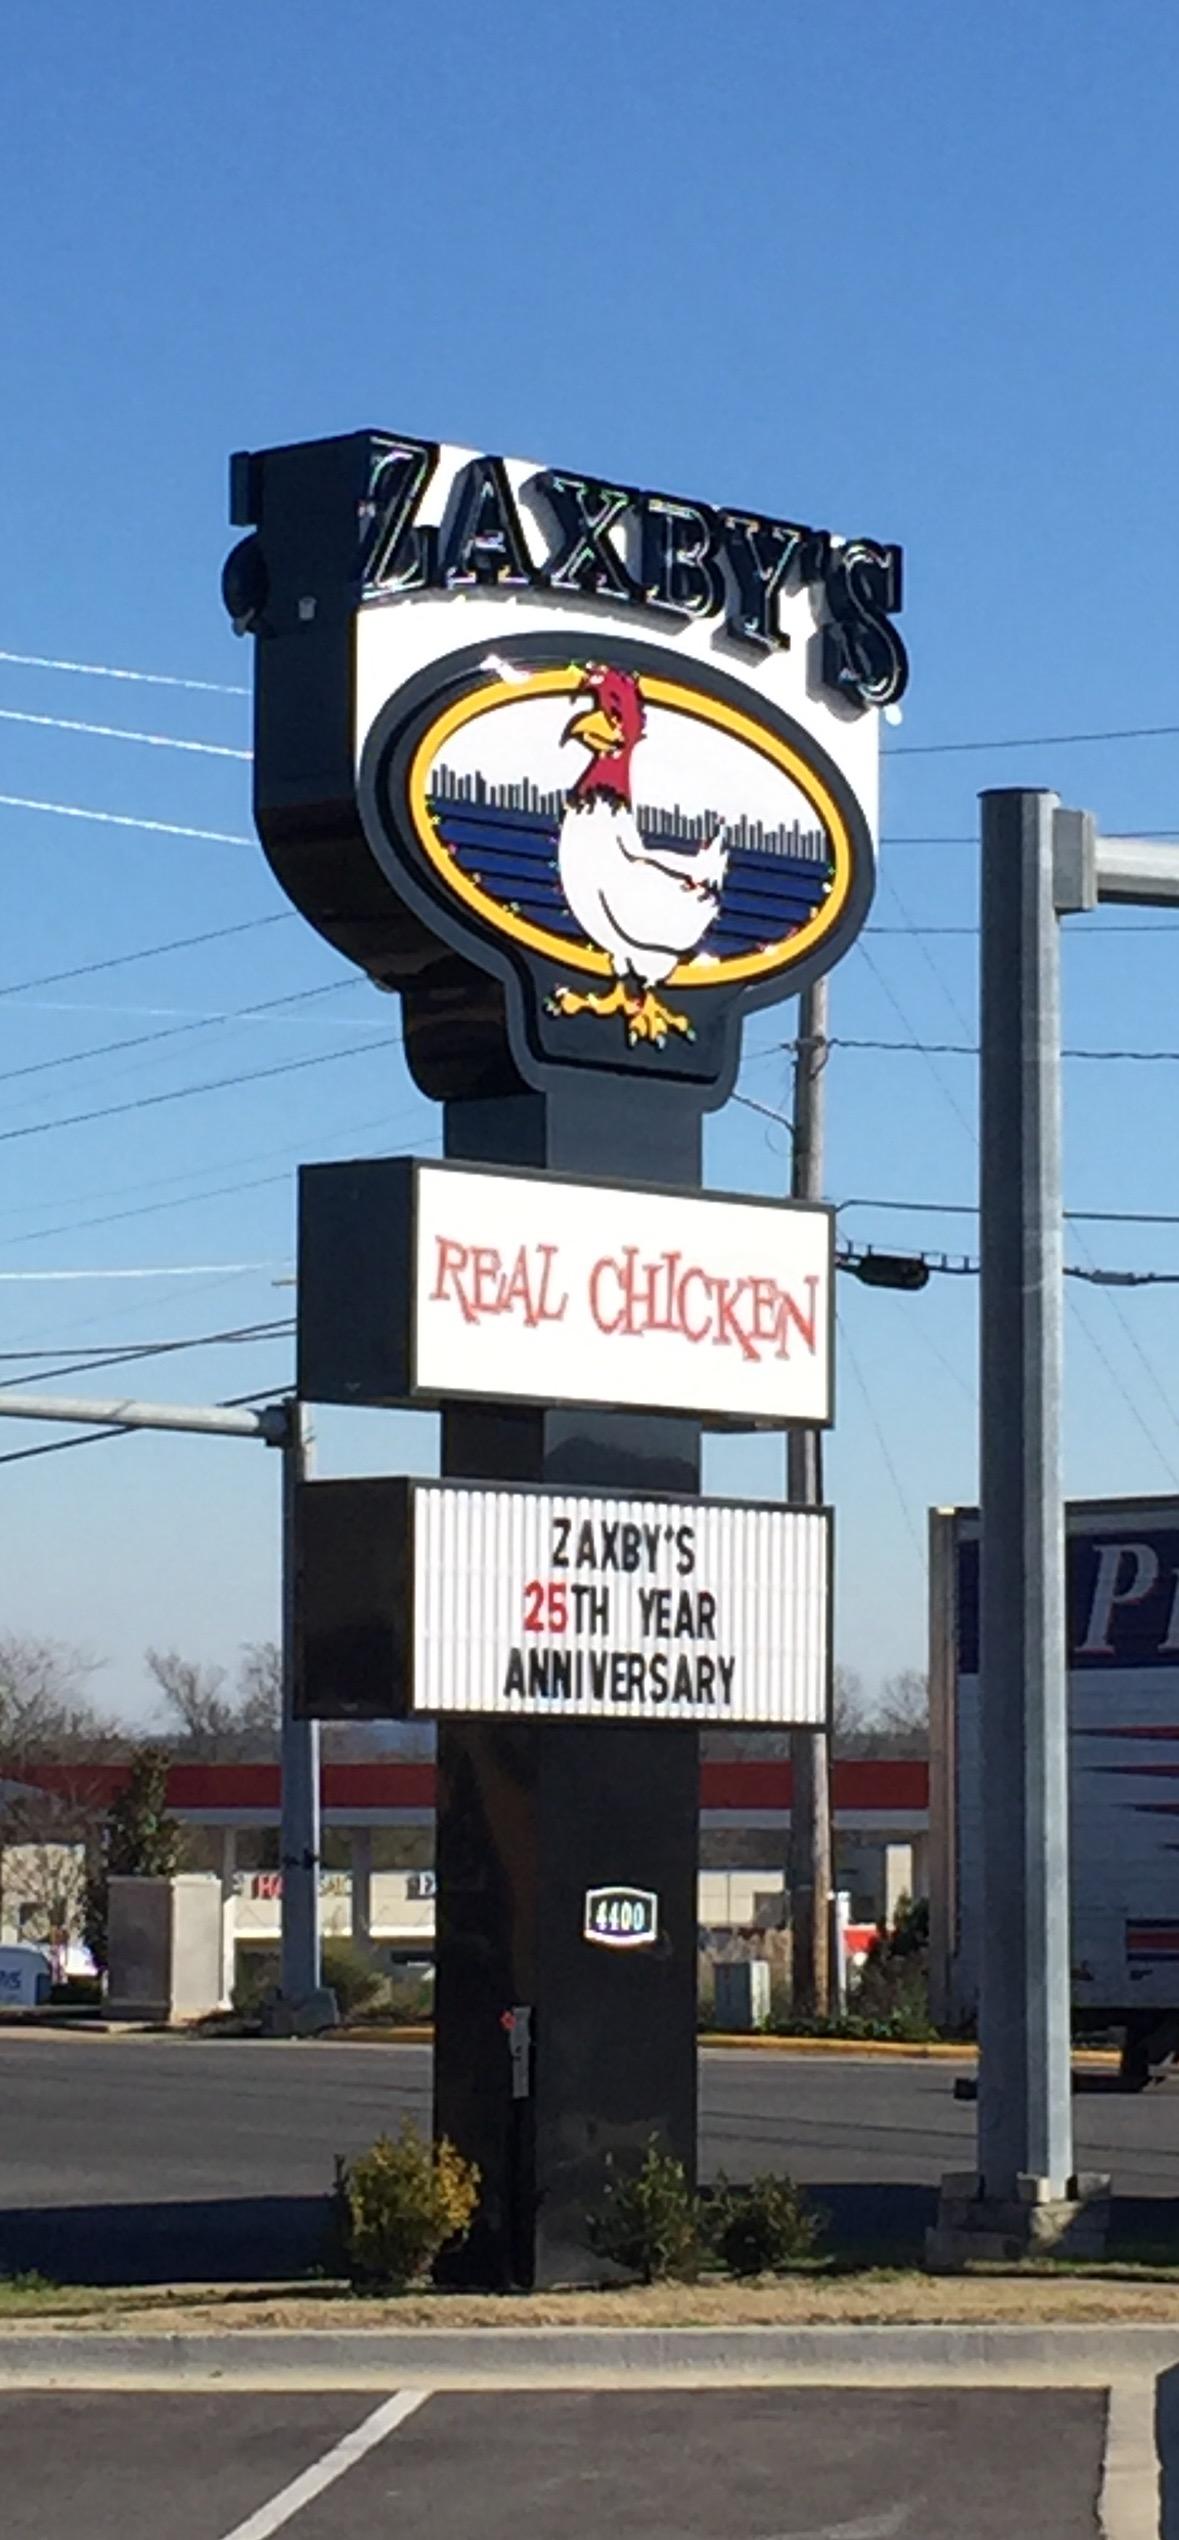 ZAXBY'S
REAL CHICKEN
ZAXBY'S
25TH YEAR
ANNIVERSARY
4400